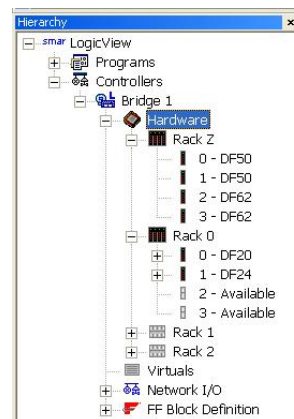 Hierarchy
smar LogicView
Programs
Controllers
Bridge 1
Hardware
Rack Z
0 - DF50
1 - DF50
2 - DF62
3 - DF62
Rack 0
0 - DF20
1 - DF24
2 - Available
3 - Available
Rack 1
Rack 2
Virtuals
Network I/O
FF Block Definition